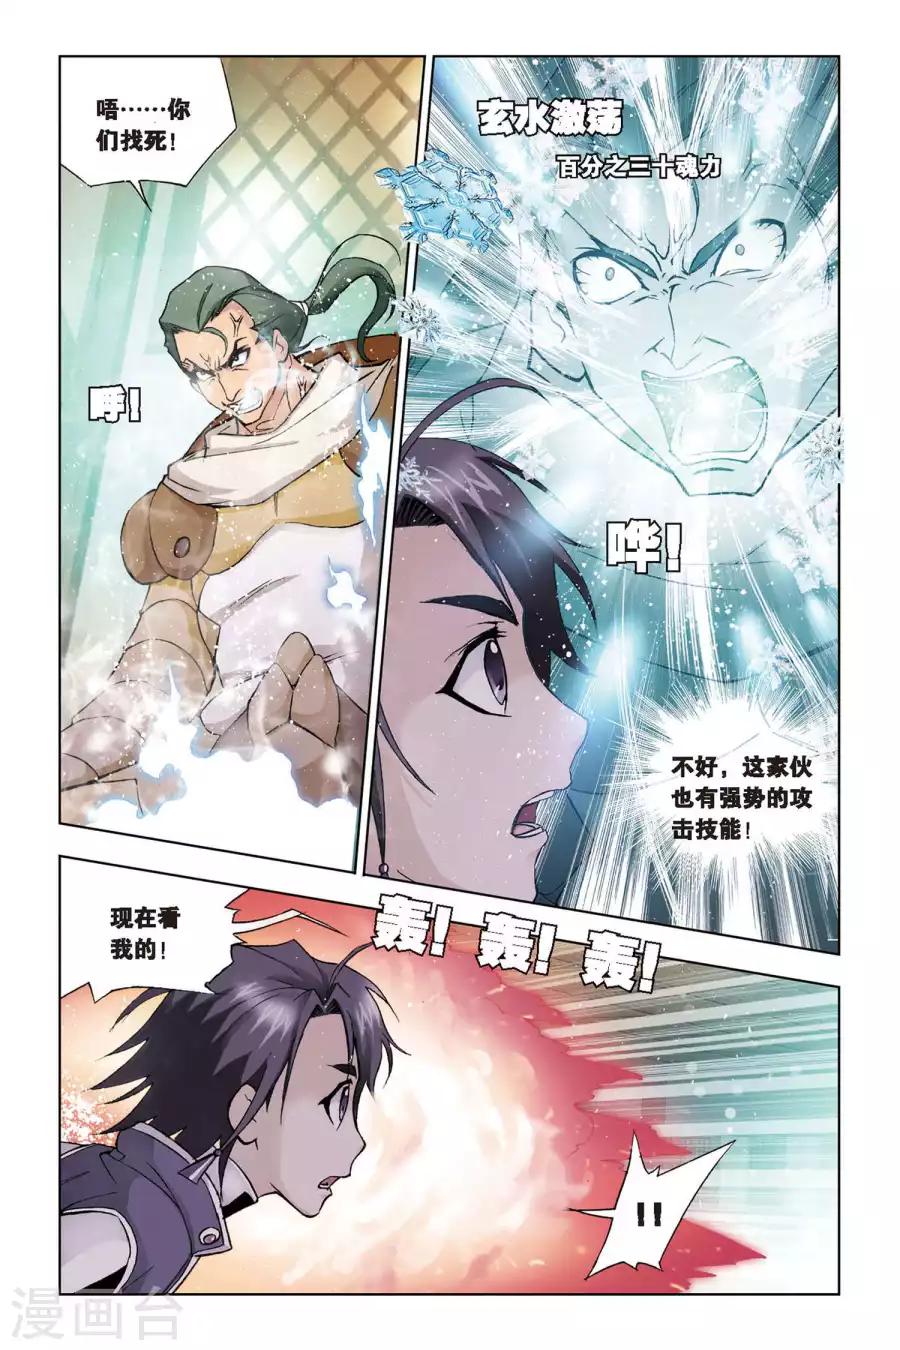 唔……你
们找死！
呼！
玄水激荡
百分之三十魂力
哗！
不好，这家伙
也有强势的攻
击技能！
现在看
我的！
轰！轰！轰！
！！
漫画台